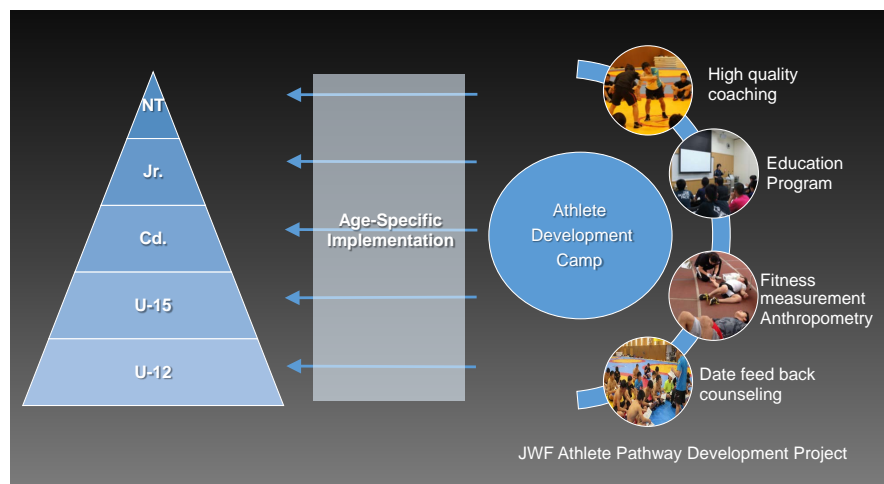 NT
Jr.
Cd.
U-15
U-12
Age-Specific
Implementation
Athlete
Development
Camp
High quality
coaching
Education
Program
Fitness
measurement
Anthropometry
Date feed back
counseling
JWF Athlete Pathway Development Project